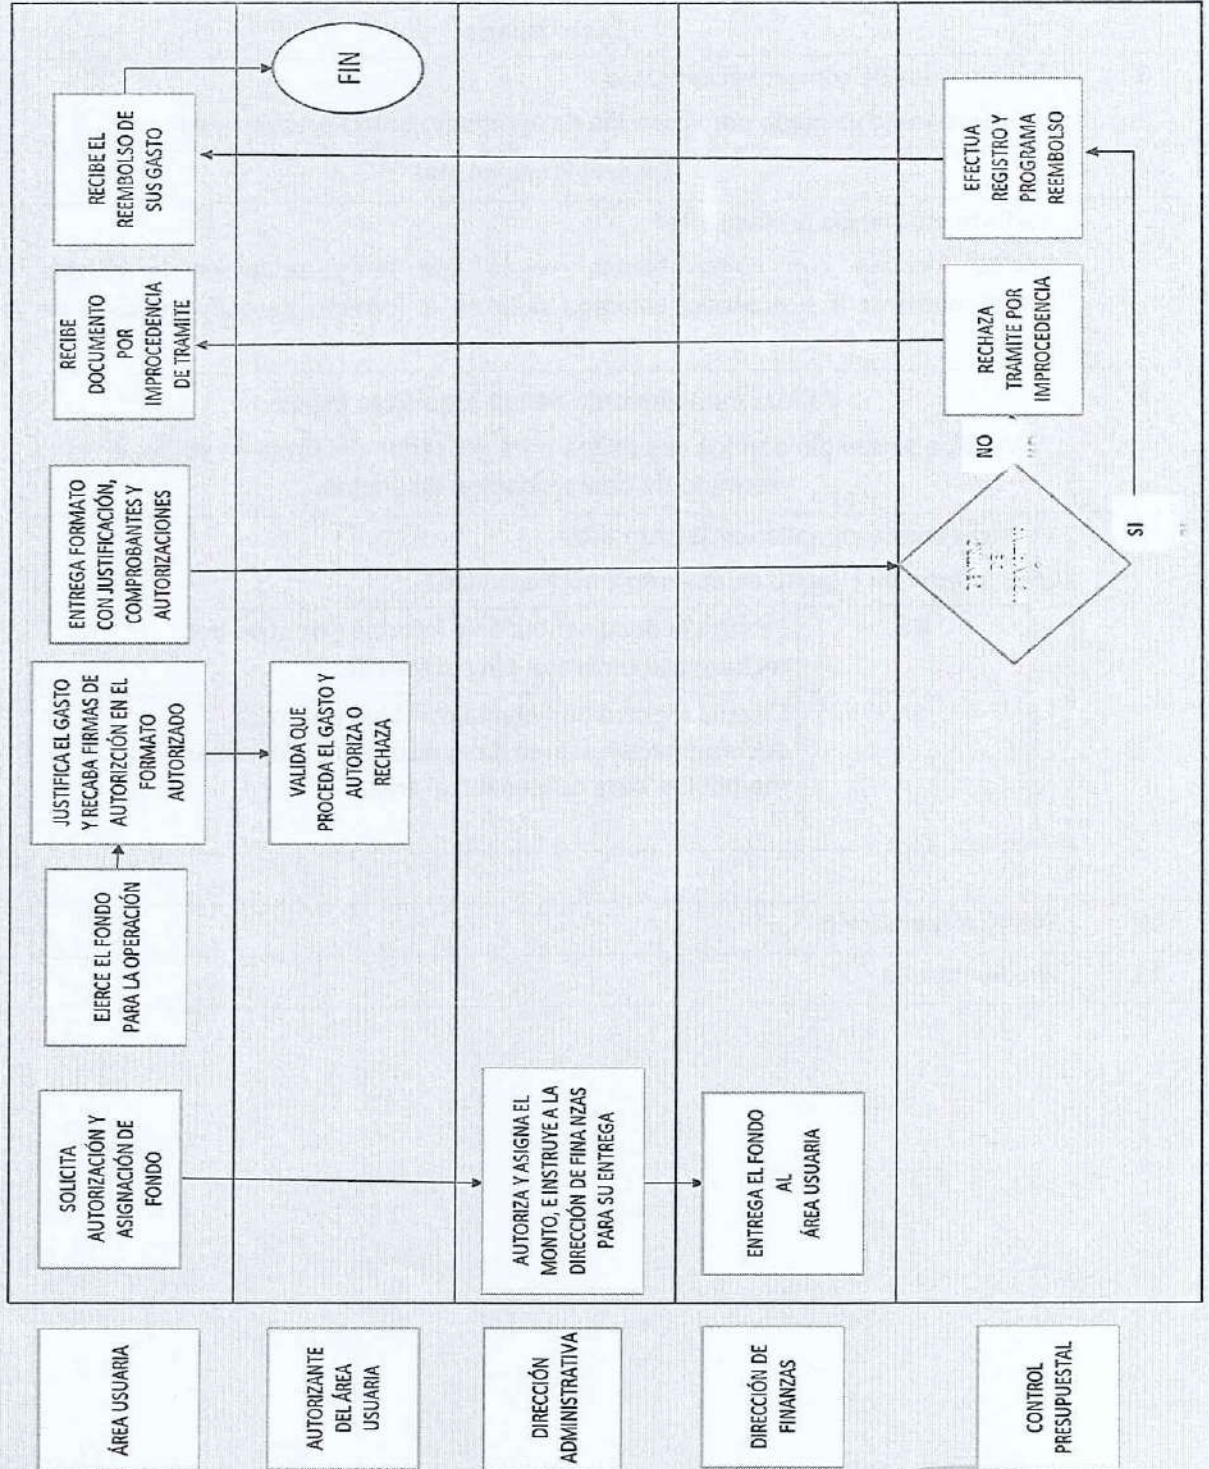 ÁREA USUARIA
SOLICITA
AUTORIZACIÓN Y
ASIGNACIÓN DE
FONDO
EJERCE EL FONDO
PARA LA OPERACIÓN
JUSTIFICA EL GASTO
Y RECABA FIRMAS DE
AUTORIZCIÓN EN EL
FORMATO
AUTORIZADO
ENTREGA FORMATO
CON JUSTIFICACIÓN,
COMPROBANTES Y
AUTORIZACIONES
RECIBE
DOCUMENTO
POR
IMPROCEDENCIA
DE TRAMITE
RECIBE EL
REEMBOLSO DE
SUS GASTO
AUTORIZANTE
DEL ÁREA
USUARIA
VALIDA QUE
PROCEDA EL GASTO Y
AUTORIZA O
RECHAZA
FIN
DIRECCIÓN
ADMINISTRATIVA
AUTORIZA Y ASIGNA EL
MONTO, E INSTRUYE A LA
DIRECCIÓN DE FINANZAS
PARA SU ENTREGA
DIRECCIÓN DE
FINANZAS
ENTREGA EL FONDO
AL
ÁREA USUARIA
CONTROL
PRESUPUESTAL
NO
SI
RECHAZA
TRAMITE POR
IMPROCEDENCIA
EFECTUA
REGISTRO Y
PROGRAMA
REEMBOLSO